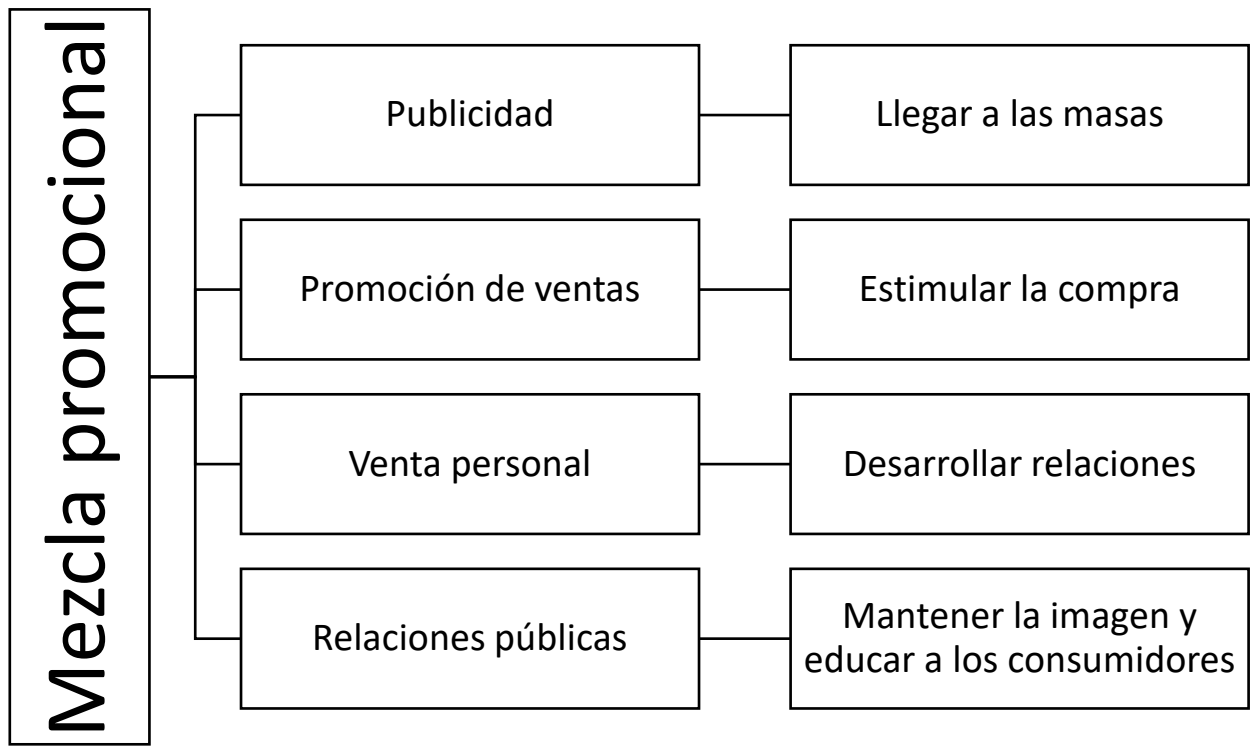 Mezcla promocional
Publicidad
Llegar a las masas
Promoción de ventas
Estimular la compra
Venta personal
Desarrollar relaciones
Relaciones públicas
Mantener la imagen y
educar a los consumidores